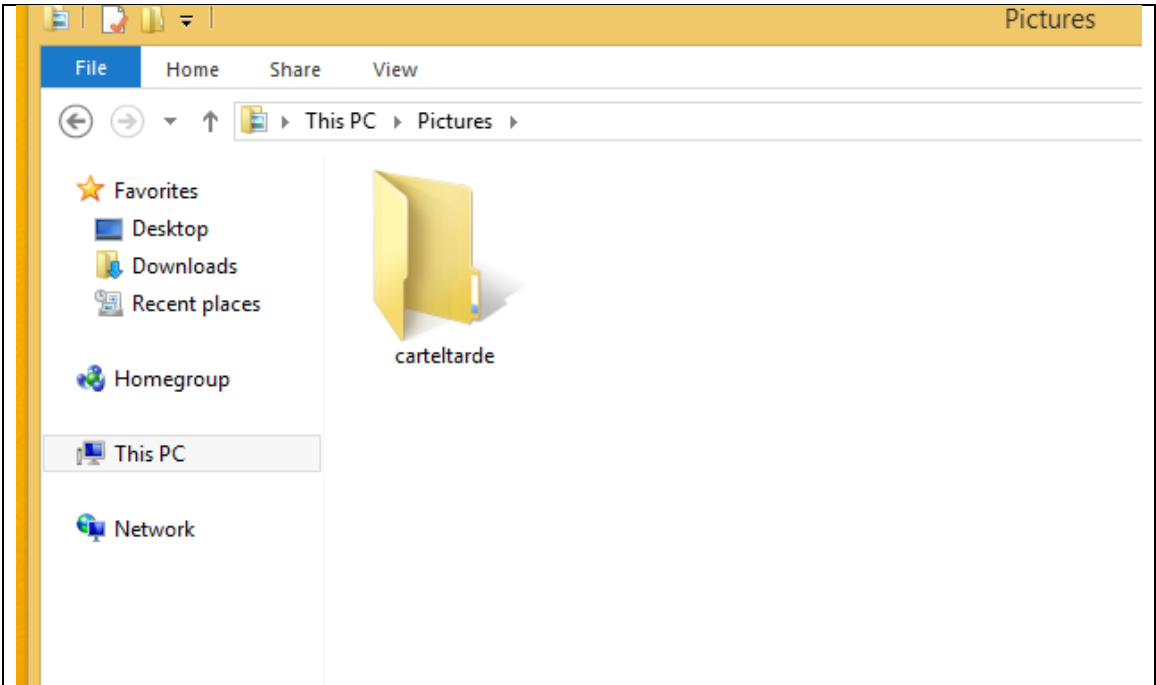 Pictures
File Home Share View
This PC Pictures
Favorites
Desktop
Downloads
Recent places
Homegroup
This PC
Network
carteltarde